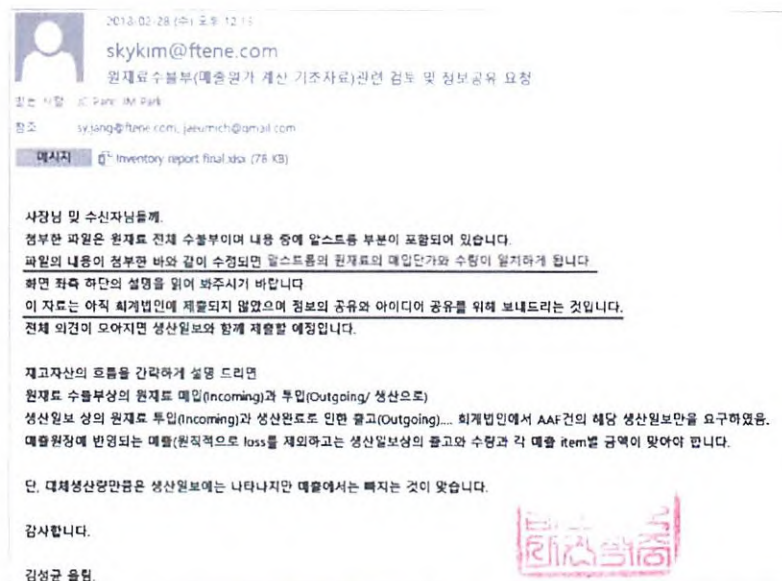 2018-02-28 (수) 오후 12:15
skykim@ftene.com
원재료수불부(매출원가 계산 기초자료)관련 검토 및 정보공유 요청
받는 사람 JC Park; IM Park
참조 sy.jang@ftene.com; jaeumich@gmail.com
메시지 Inventory report final.xlsx (78 KB)
사장님 및 수신자님들께.
첨부한 파일은 원재료 전체 수불부이며 내용 중에 알스트롬 부분이 포함되어 있습니다.
파일의 내용이 첨부한 바와 같이 수정되면 알스트롬의 원재료의 매입단가와 수량이 일치하게 됩니다.
화면 좌측 하단의 설명을 읽어 봐주시기 바랍니다
이 자료는 아직 회계법인에 제출되지 않았으며 정보의 공유와 아이디어 공유를 위해 보내드리는 것입니다.
전체 의견이 모아지면 생산일보와 함께 제출할 예정입니다.
재고자산의 흐름을 간략하게 설명 드리면
원재료 수불부상의 원재료 매입(Incoming)과 투입(Outgoing/ 생산으로)
생산일보 상의 원재료 투입(Incoming)과 생산완료로 인한 출고(Outgoing).... 회계법인에서 AAF건의 해당 생산일보만을 요구하였음.
매출원장에 반영되는 매출(원칙적으로 loss를 제외하고는 생산일보상의 출고와 수량과 각 매출 item별 금액이 맞아야 합니다.
단, 대체생산량만큼은 생산일보에는 나타나지만 매출에서는 빠지는 것이 맞습니다.
감사합니다.
김성균 올림.